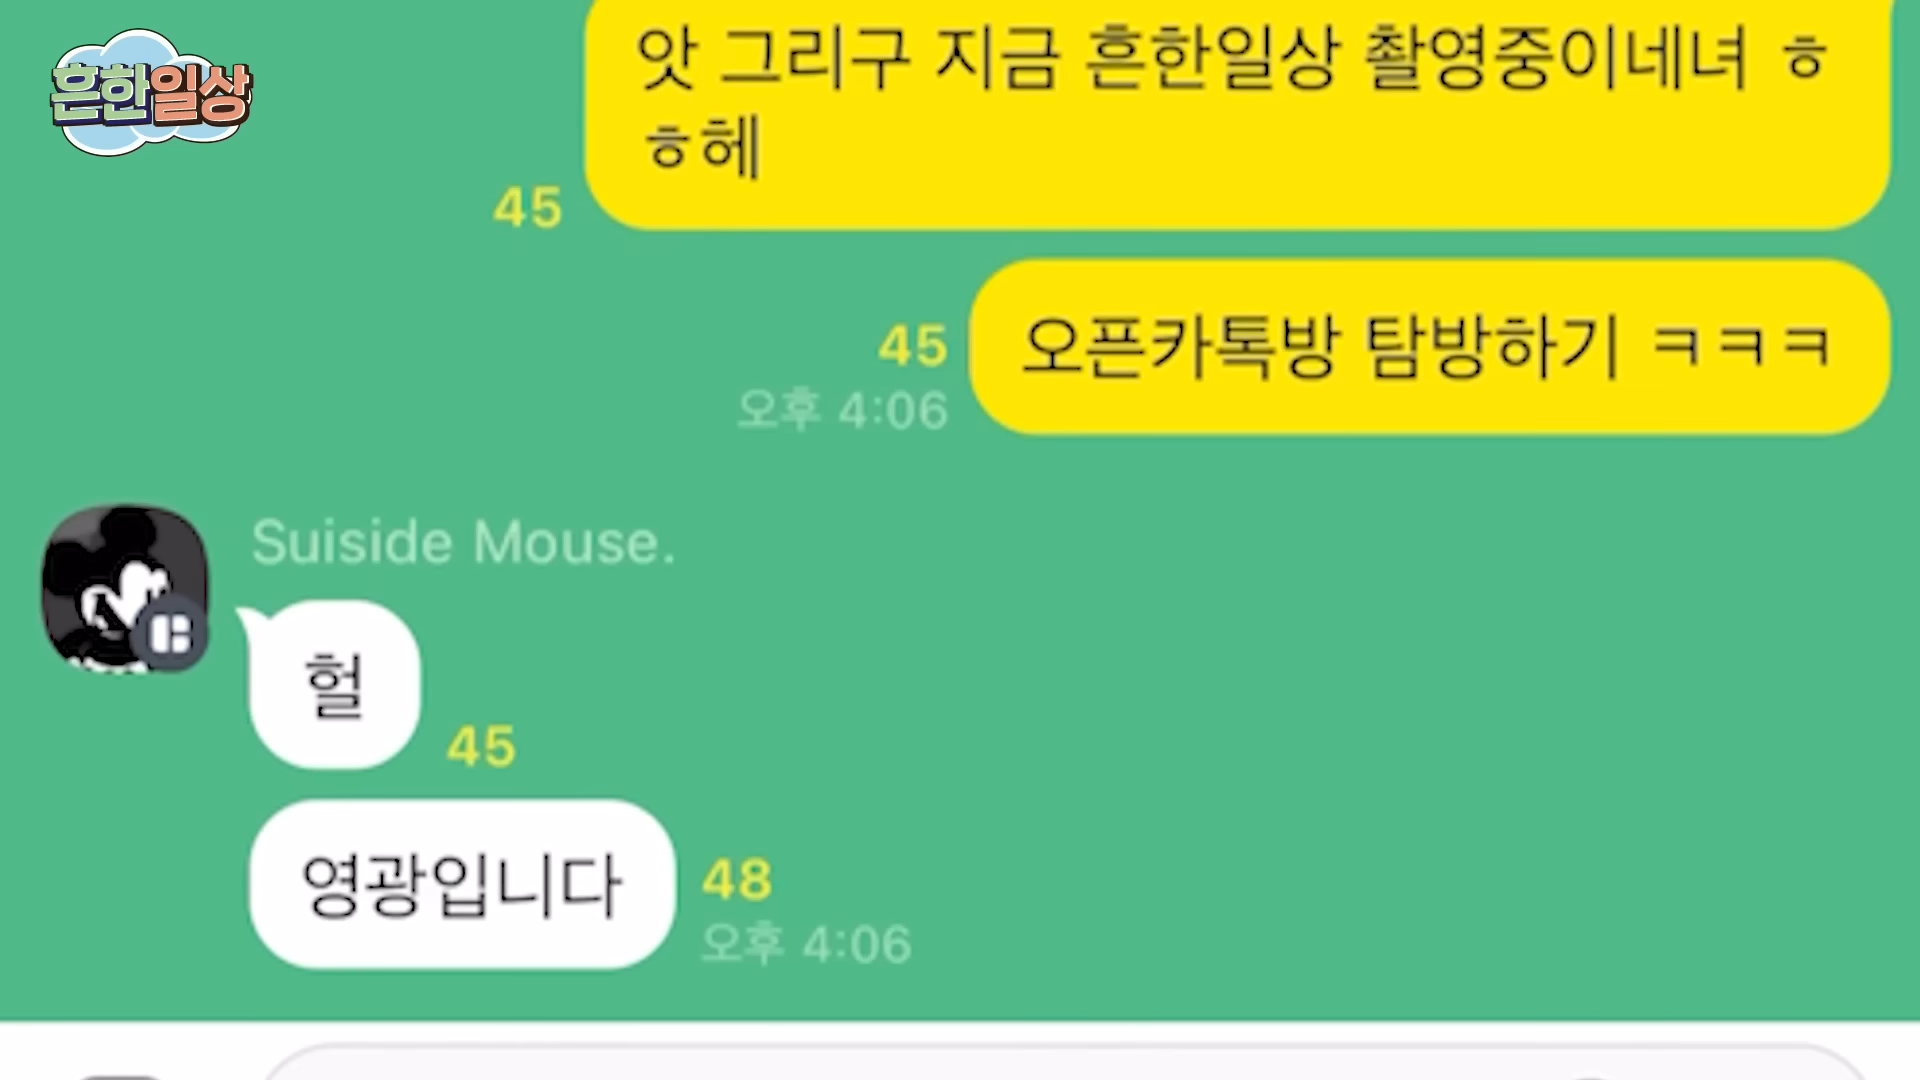 흔한일상
앗 그리구 지금 흔한일상 촬영중이네녀 ㅎ
ㅎ헤
45
오픈카톡방 탐방하기 ㅋㅋㅋ
45
오후 4:06
Suiside Mouse.
헐
45
영광입니다
48
오후 4:06